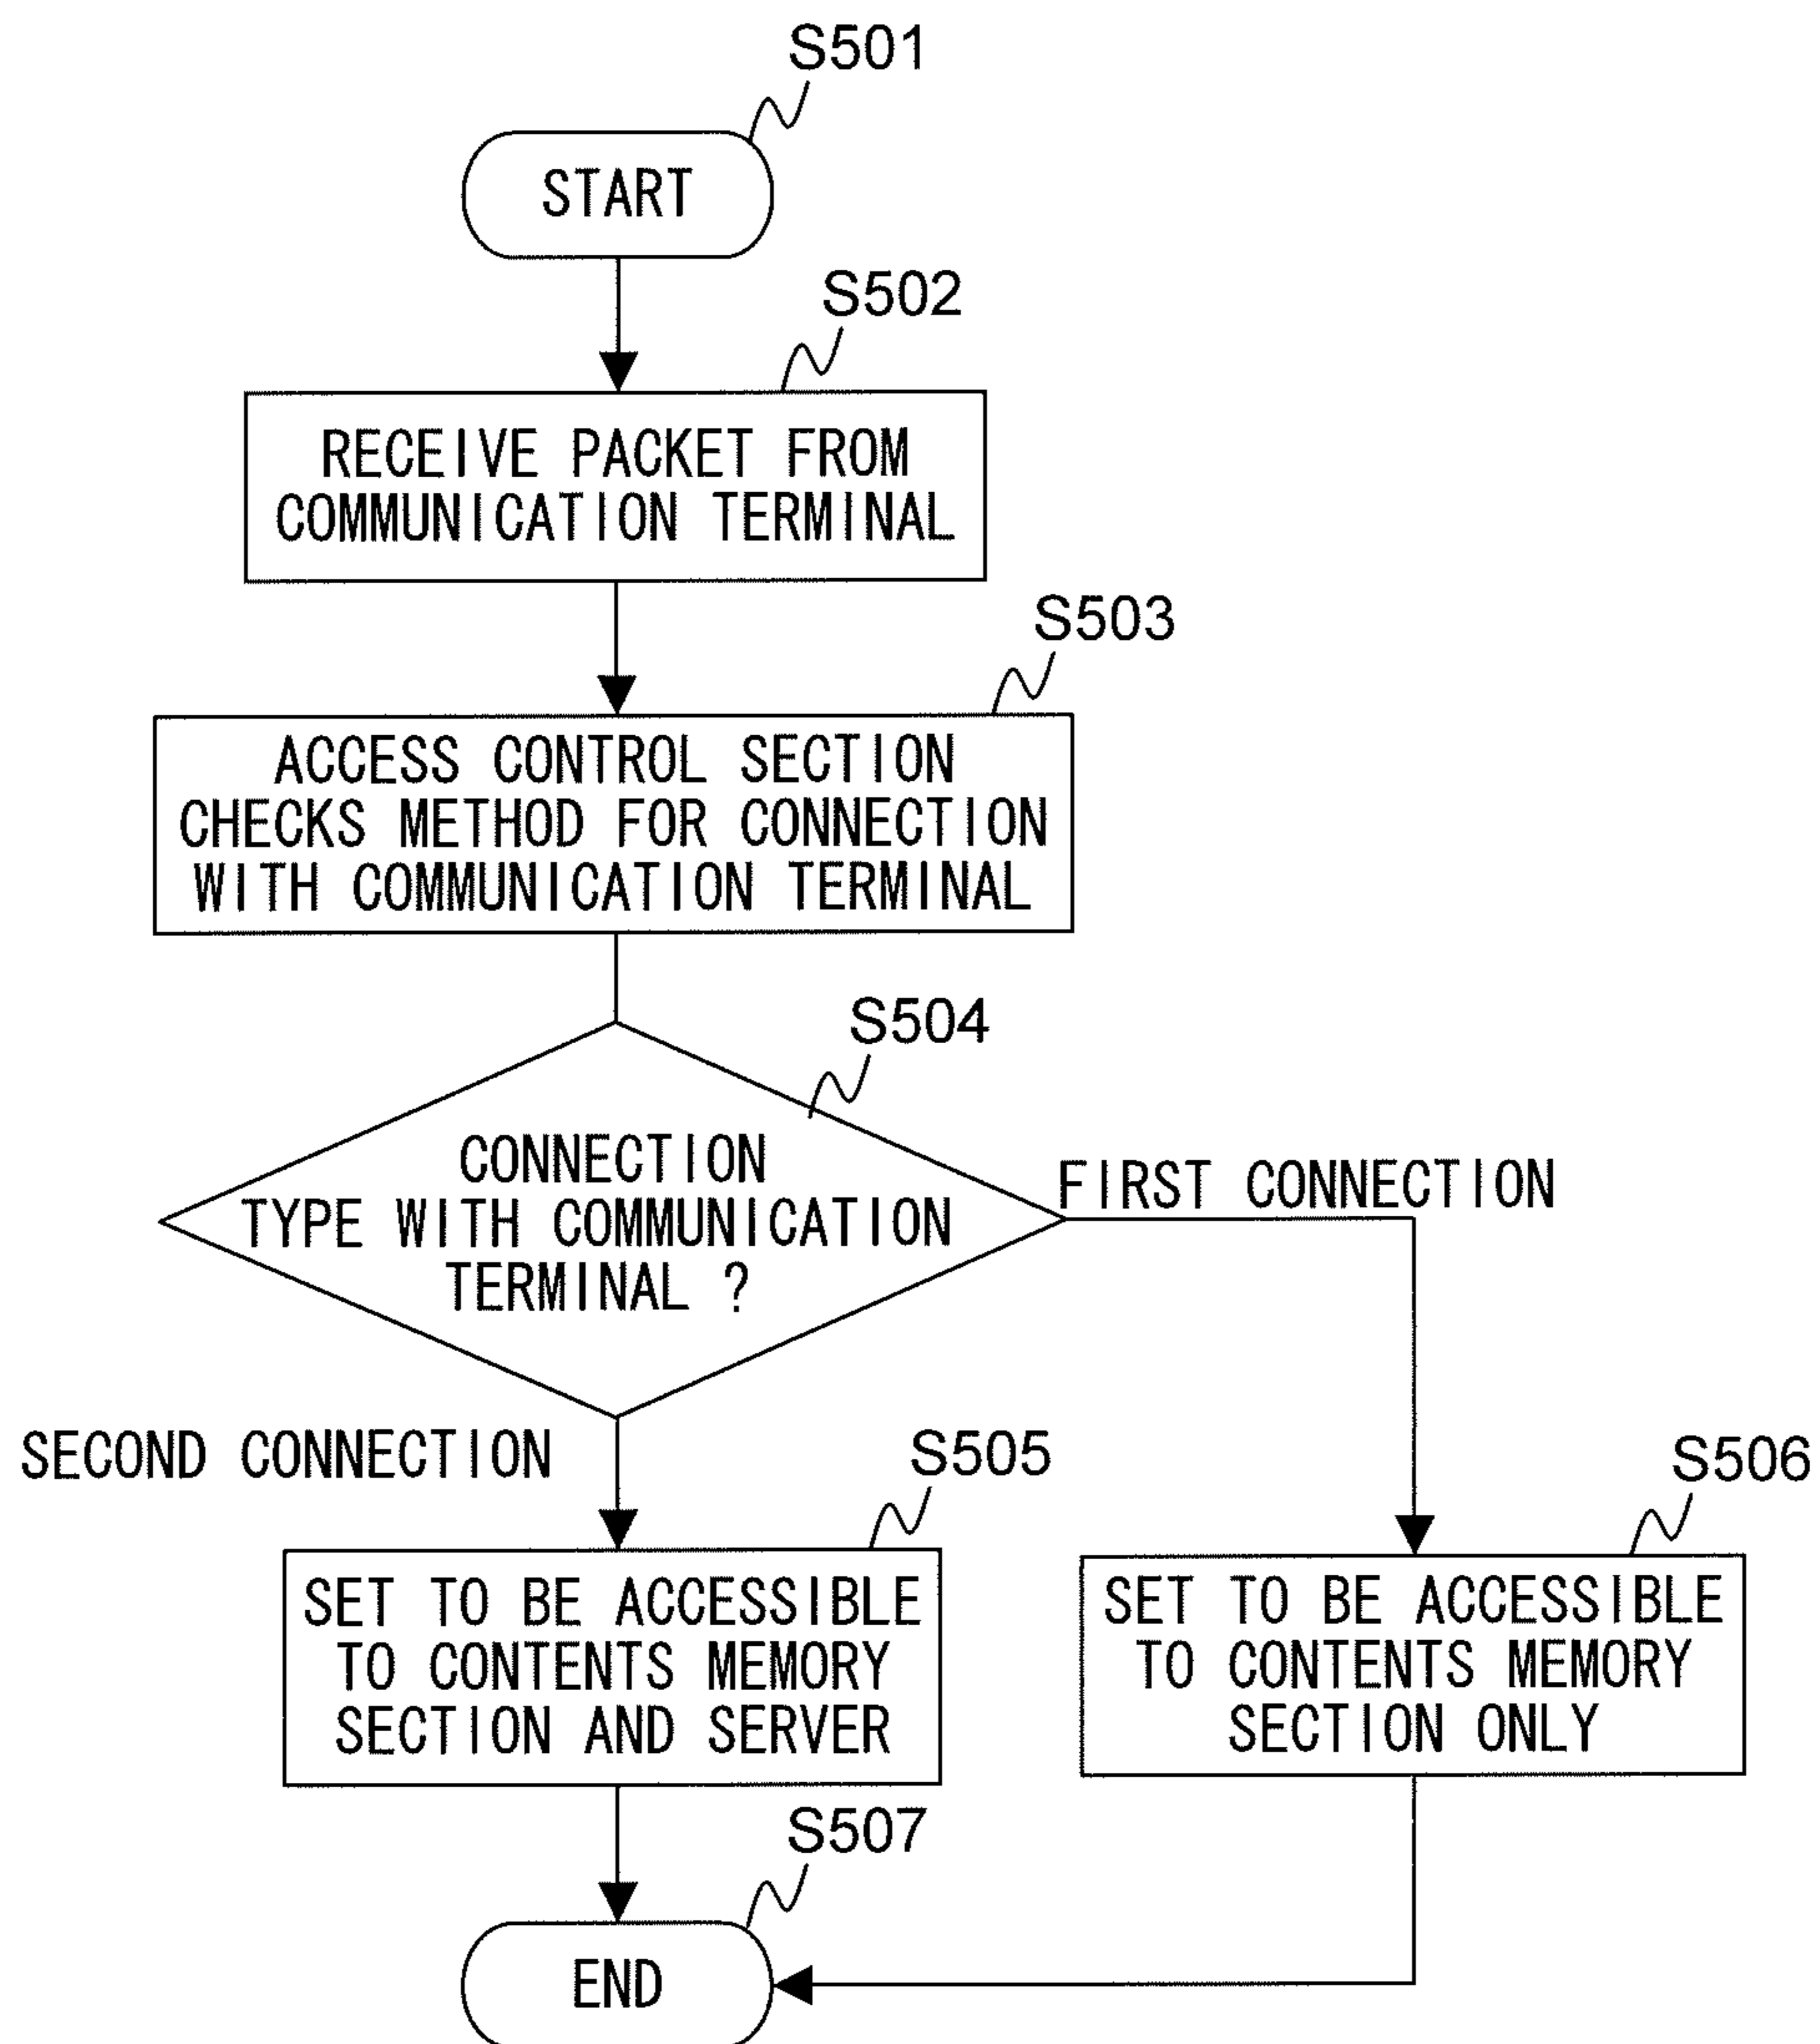 S501
START
S502
RECEIVE PACKET FROM
COMMUNICATION TERMINAL
S503
ACCESS CONTROL SECTION
CHECKS METHOD FOR CONNECTION
WITH COMMUNICATION TERMINAL
S504
CONNECTION
TYPE WITH COMMUNICATION
TERMINAL ?
FIRST CONNECTION
SECOND CONNECTION
S505
SET TO BE ACCESSIBLE
TO CONTENTS MEMORY
SECTION AND SERVER
S506
SET TO BE ACCESSIBLE
TO CONTENTS MEMORY
SECTION ONLY
S507
END